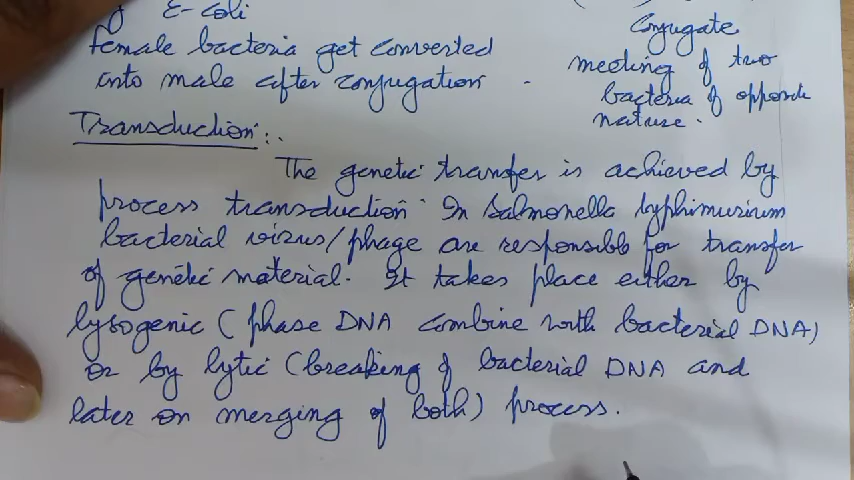 E-coli
female bacteria get converted
into male after conjugation -
Conjugate
meeting of two
bacteria of opposite
nature.
Transduction:-
The genetic transfer is achieved by
process transduction. In Salmonella typhimurium
bacterial virus/phage are responsible for transfer
of genetic material. It takes place either by
lysogenic (phase DNA combine with bacterial DNA)
or by lytic (breaking of bacterial DNA and
later on merging of both) process.